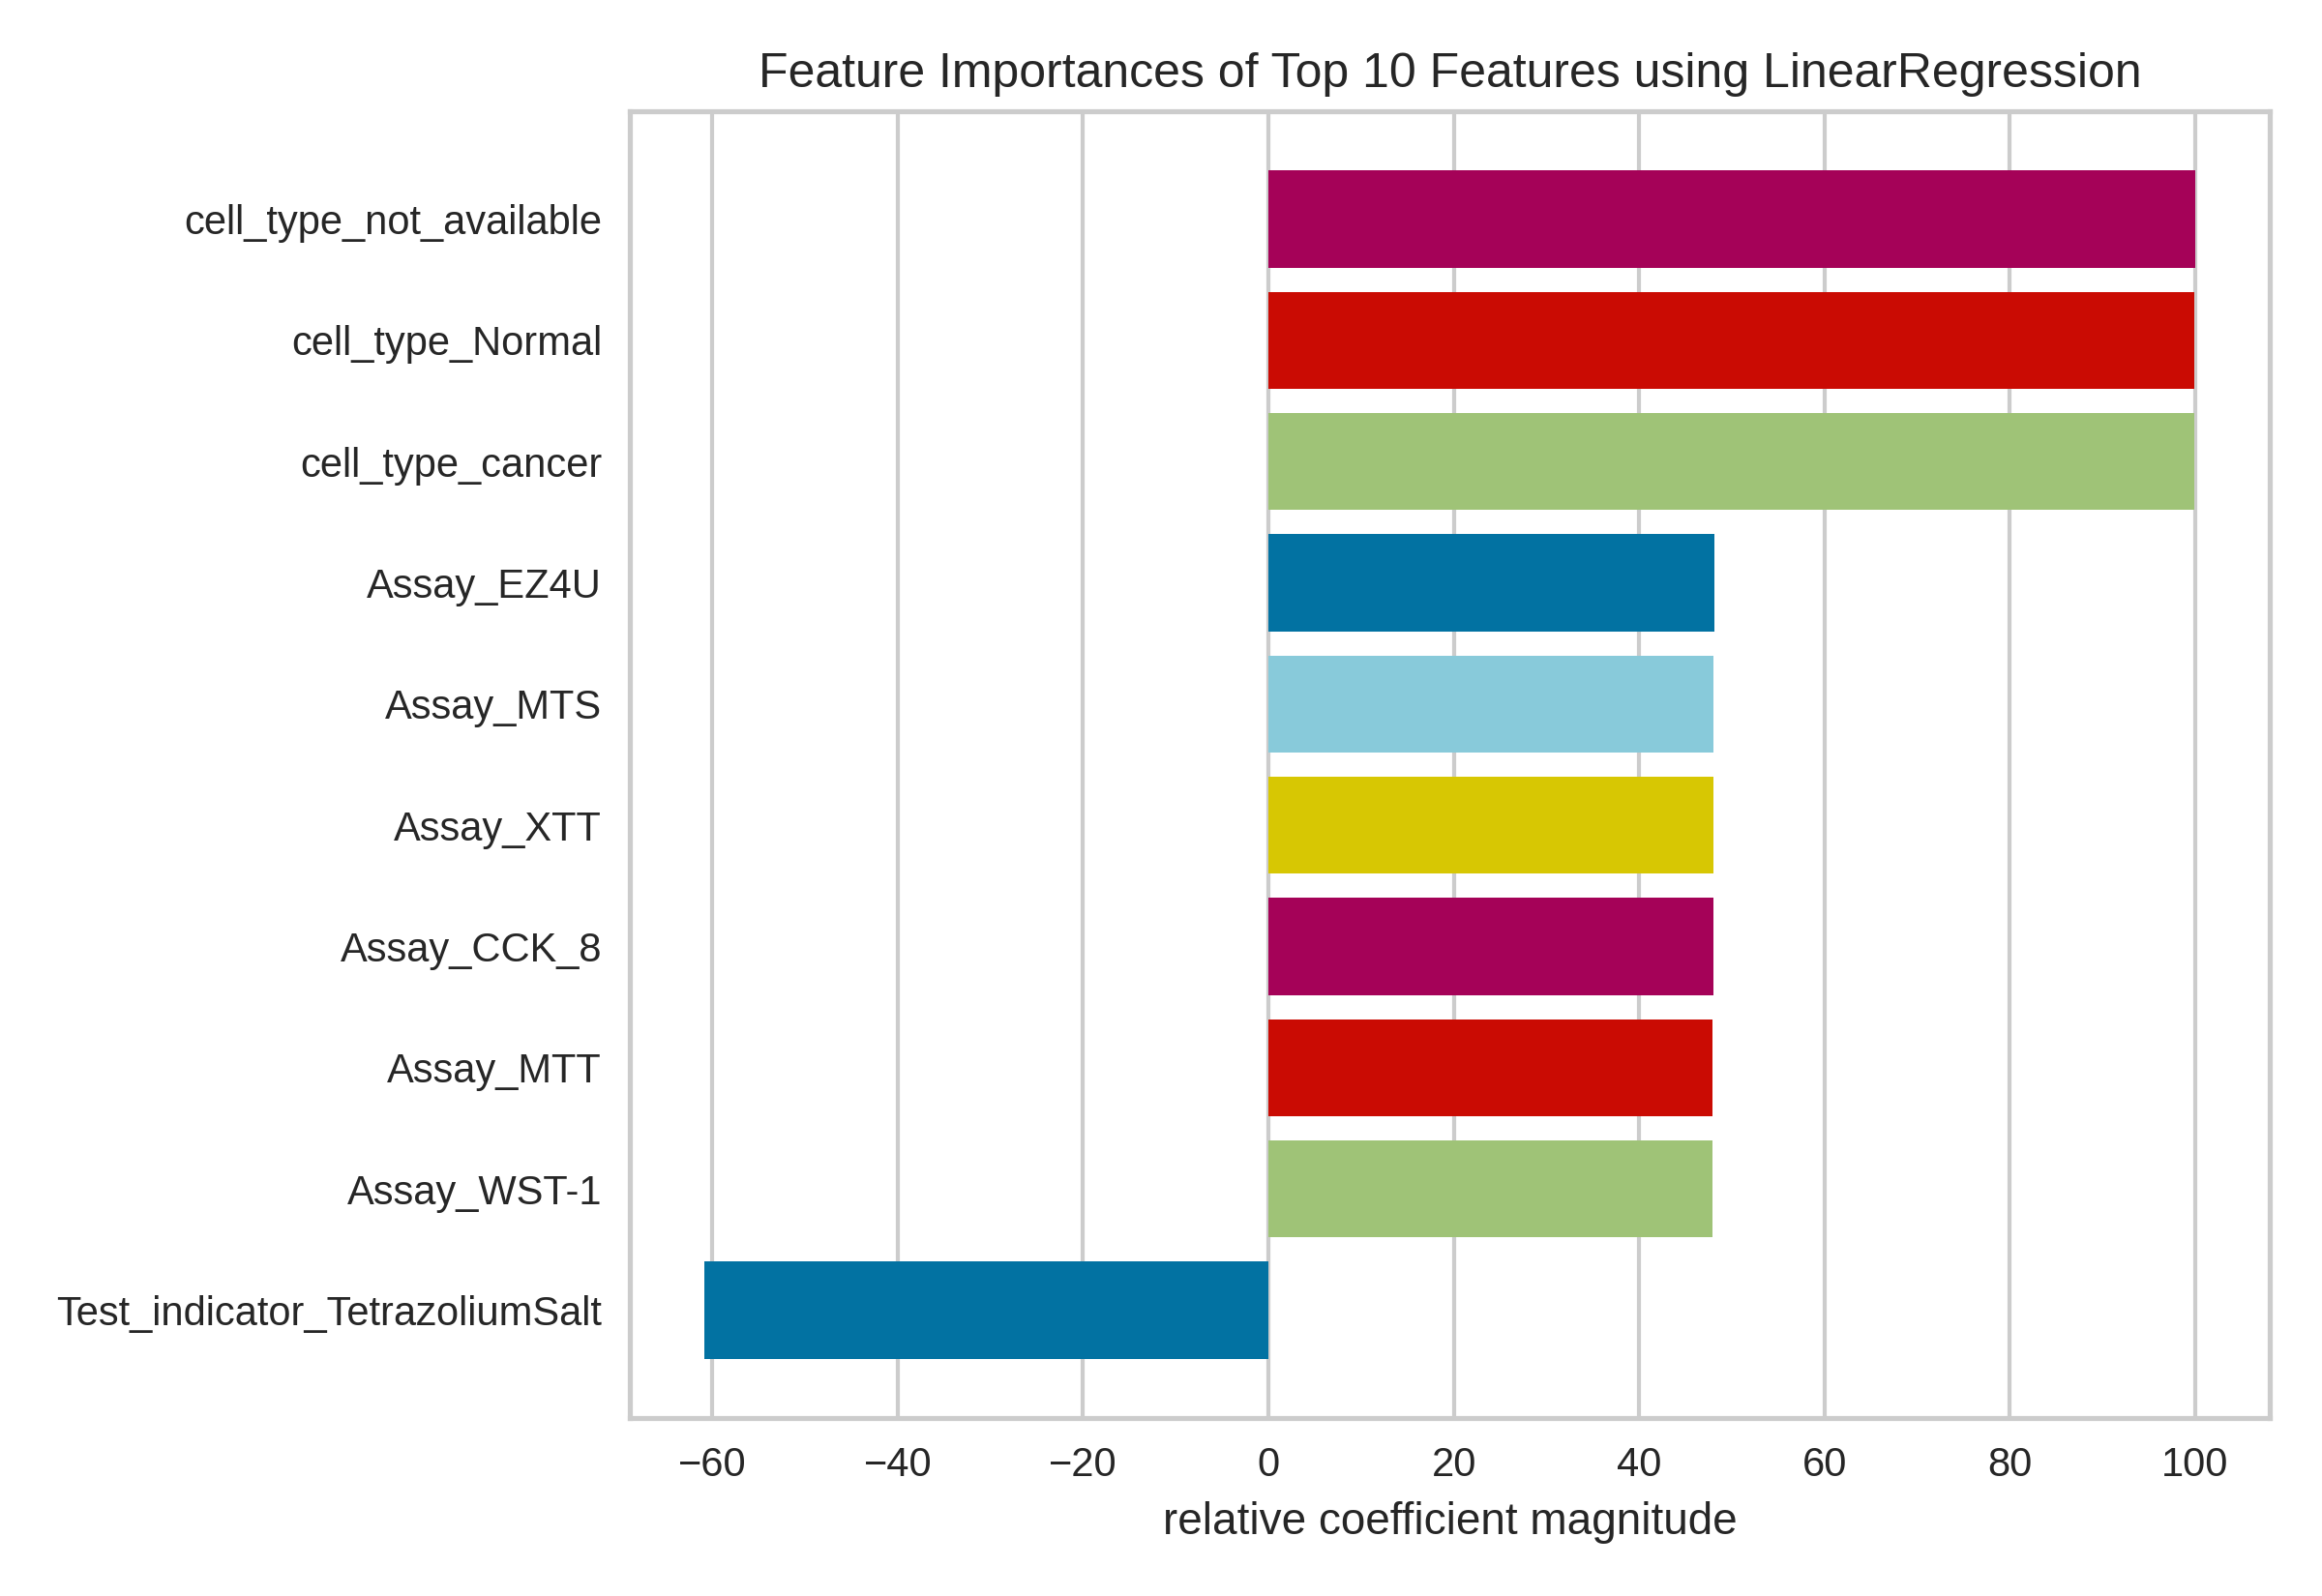 Feature Importances of Top 10 Features using LinearRegression
cell_type_not_available
cell_type_Normal
cell_type_cancer
Assay_EZ4U
Assay_MTS
Assay_XTT
Assay_CCK_8
Assay_MTT
Assay_WST-1
Test_indicator_TetrazoliumSalt
−60 −40 −20 0 20 40 60 80 100
relative coefficient magnitude